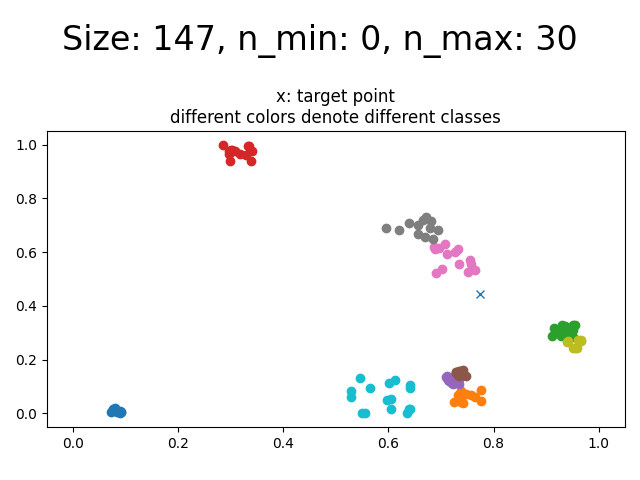 Size: 147, n_min: 0, n_max: 30
x: target point
different colors denote different classes
1.0
0.8
0.6
0.4
0.2
0.0
0.0 0.2 0.4 0.6 0.8 1.0